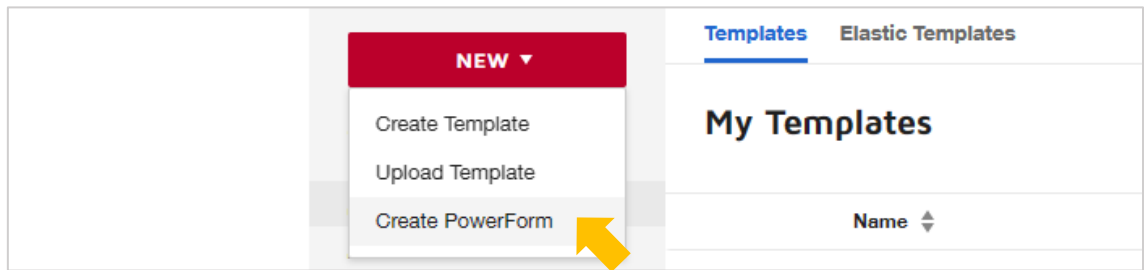 NEW
Create Template
Upload Template
Create PowerForm
Templates Elastic Templates
My Templates
Name